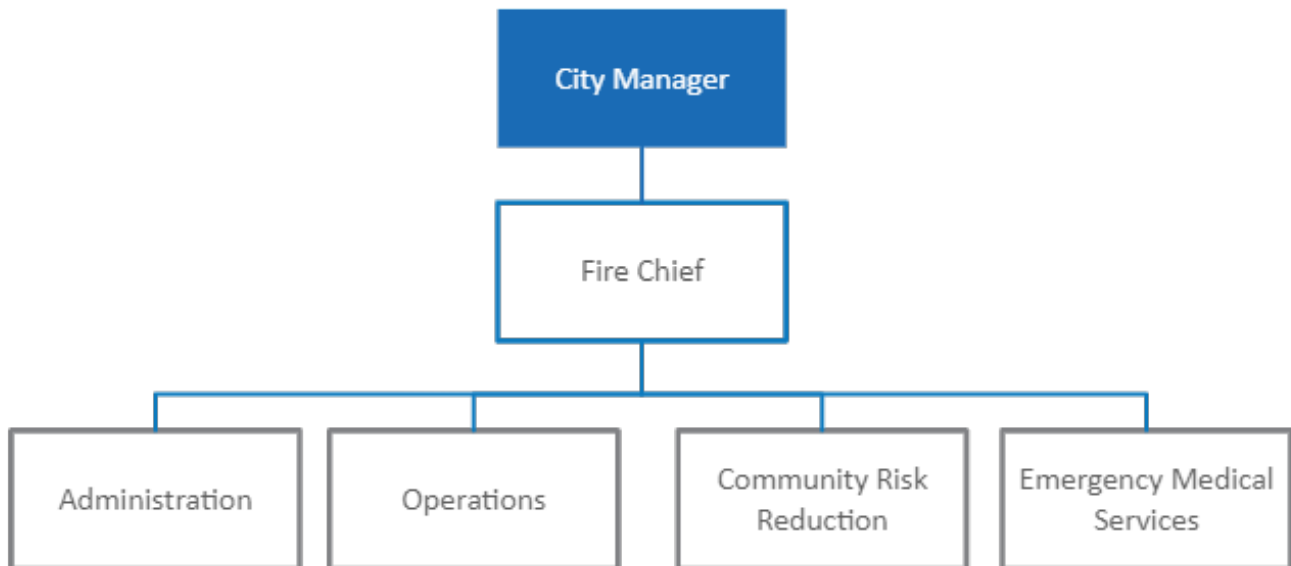 City Manager
Fire Chief
Administration
Operations
Community Risk
Reduction
Emergency Medical
Services